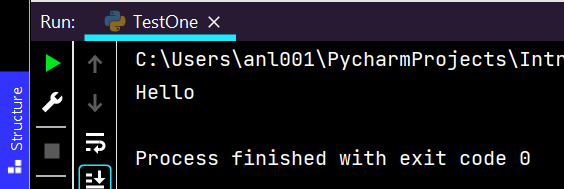 Run: TestOne
C:\Users\anl001\PycharmProjects\Intr
Hello
Structure
Process finished with exit code 0